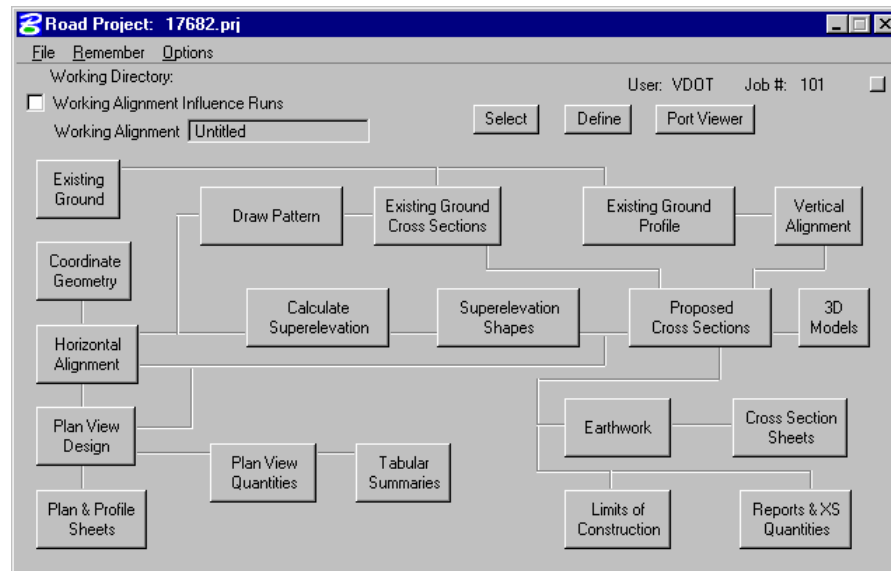 Road Project: 17682.prj
File Remember Options
Working Directory:
User: VDOT Job #: 101
Working Alignment Influence Runs
Working Alignment Untitled
Select Define Port Viewer
Existing
Ground
Draw Pattern
Existing Ground
Cross Sections
Existing Ground
Profile
Vertical
Alignment
Coordinate
Geometry
Calculate
Superelevation
Superelevation
Shapes
Proposed
Cross Sections
3D
Models
Horizontal
Alignment
Plan View
Design
Earthwork
Cross Section
Sheets
Plan View
Quantities
Tabular
Summaries
Plan & Profile
Sheets
Limits of
Construction
Reports & XS
Quantities